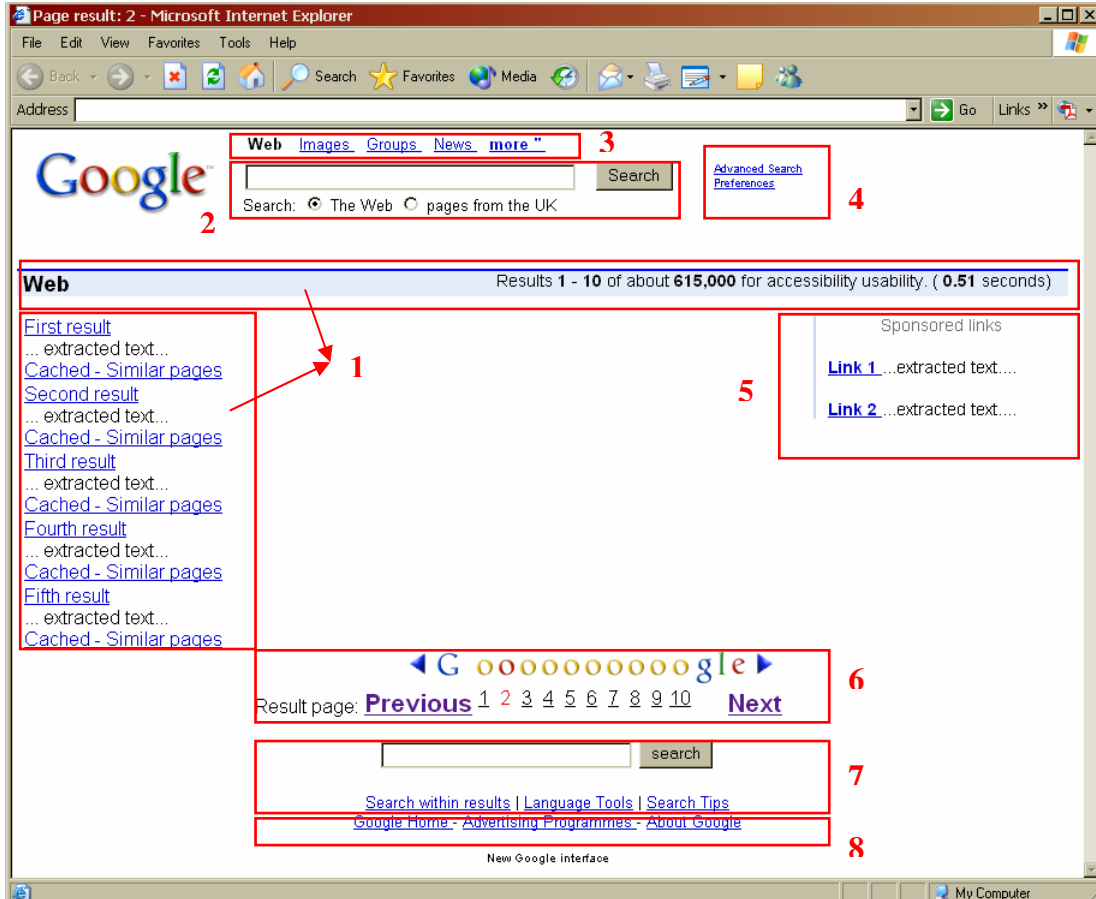 Page result: 2 - Microsoft Internet Explorer
File Edit View Favorites Tools Help
Back Search Favorites Media
Address Go Links »
Web Images Groups News more " 3
Google™ Search Advanced Search
Preferences 4
2 Search: The Web pages from the UK
Web Results 1 - 10 of about 615,000 for accessibility usability. ( 0.51 seconds)
First result
... extracted text...
Cached - Similar pages
Second result
... extracted text...
Cached - Similar pages
Third result
... extracted text...
Cached - Similar pages
Fourth result
... extracted text...
Cached - Similar pages
Fifth result
... extracted text...
Cached - Similar pages
1
Sponsored links
Link 1 ...extracted text....
5
Link 2 ...extracted text....
G oooooooooogle
6
Result page: Previous 1 2 3 4 5 6 7 8 9 10 Next
search
7
Search within results | Language Tools | Search Tips
Google Home - Advertising Programmes - About Google
8
New Google interface
My Computer